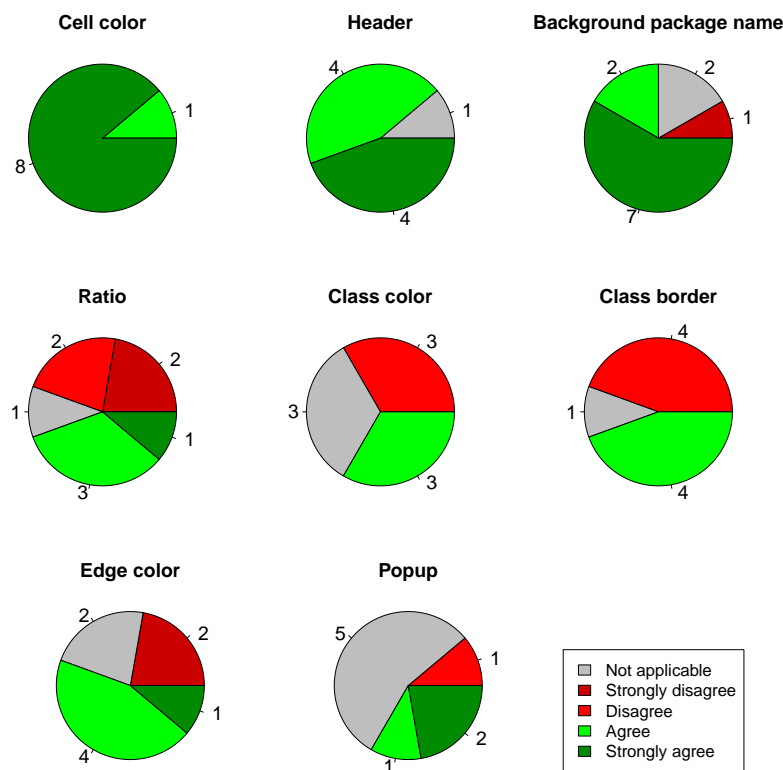 Cell color
Header
Background package name
1
8
4
1
4
2
2
1
7
Ratio
Class color
Class border
2
2
1
1
3
3
3
3
4
1
4
Edge color
Popup
2
2
1
4
5
1
2
1
Not applicable
Strongly disagree
Disagree
Agree
Strongly agree